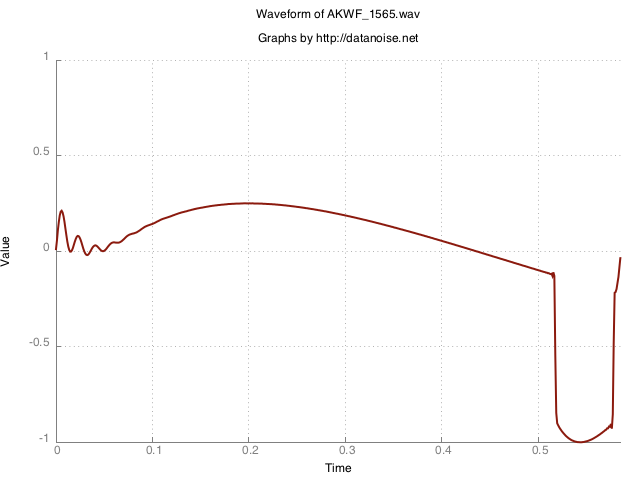 Waveform of AKWF_1565.wav
Graphs by http://datanoise.net
1
0.5
0
-0.5
-1
Value
0 0.1 0.2 0.3 0.4 0.5
Time